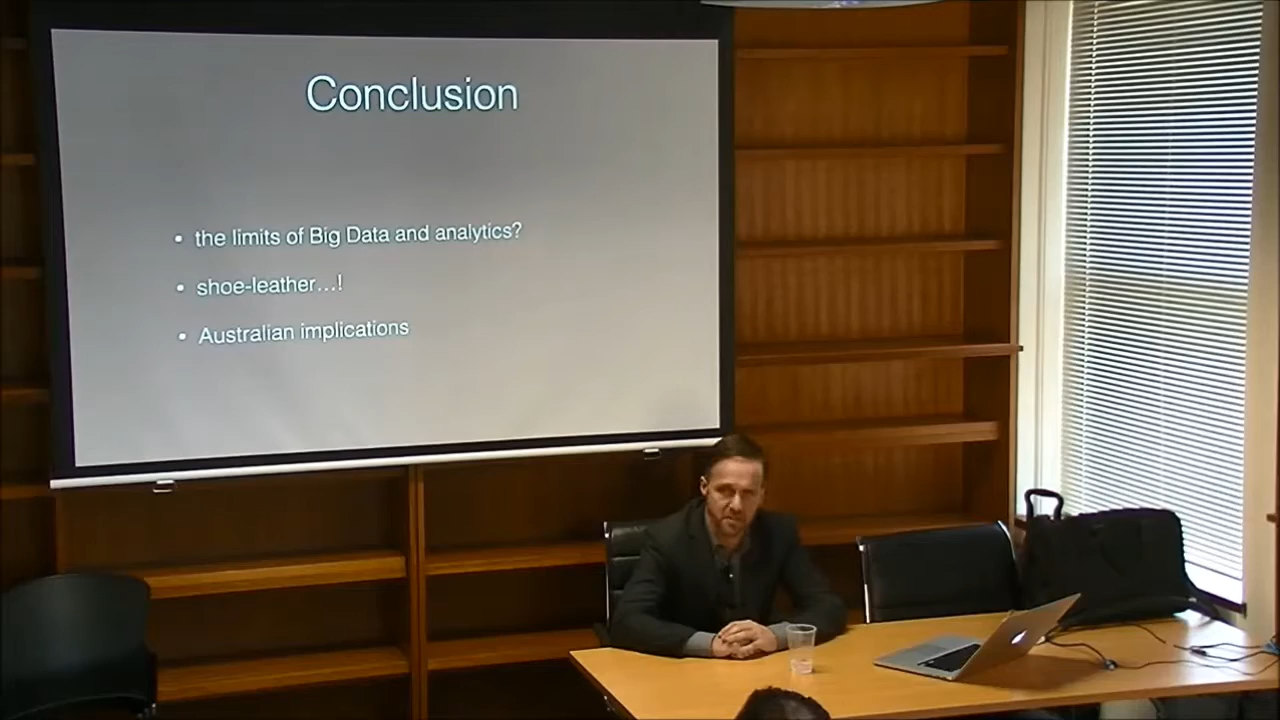 Conclusion
• the limits of Big Data and analytics?
• shoe-leather...!
• Australian implications